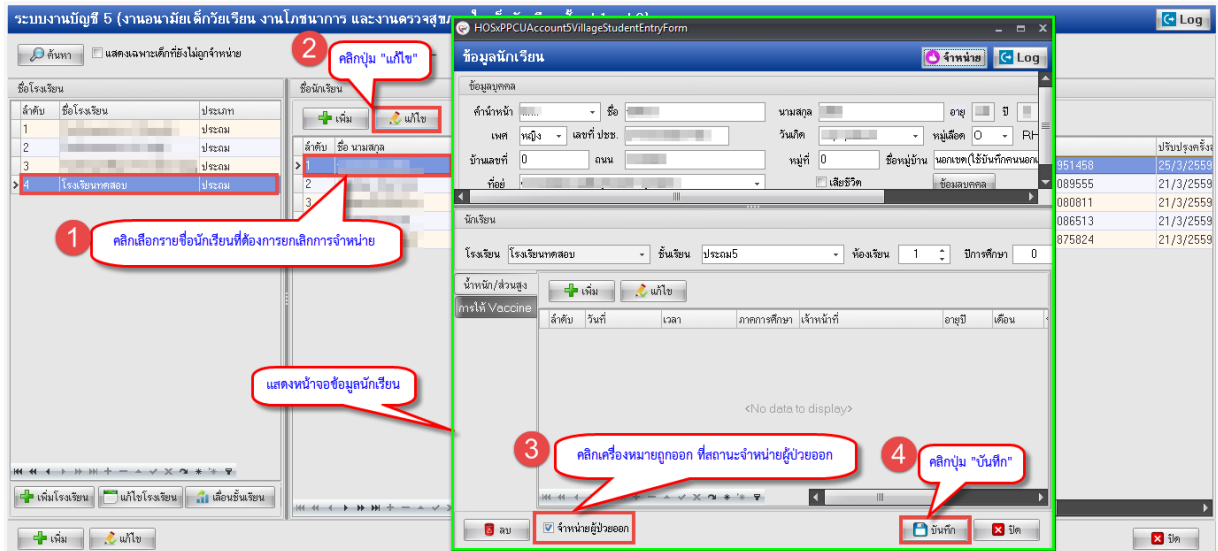 ระบบงานบัญชี 5 (งานอนามัยเด็กวัยเรียน งานโภชนาการ และงานตรวจสุขภาพ
Log
ค้นหา
แสดงเฉพาะเด็กที่ยังไม่ถูกจำหน่าย
2
คลิกปุ่ม "แก้ไข"
ชื่อโรงเรียน
ลำดับ ชื่อโรงเรียน ประเภท
1 ประถม
2 ประถม
3 ประถม
4 โรงเรียนทดสอบ ประถม
ชื่อนักเรียน
เพิ่ม แก้ไข
ลำดับ ชื่อ นามสกุล
1
2
3
1
คลิกเลือกรายชื่อนักเรียนที่ต้องการยกเลิกการจำหน่าย
แสดงหน้าจอข้อมูลนักเรียน
เพิ่มโรงเรียน แก้ไขโรงเรียน เลื่อนชั้นเรียน
เพิ่ม แก้ไข
HOSxPPCUAccount5VillageStudentEntryForm
ข้อมูลนักเรียน จำหน่าย Log
ข้อมูลบุคคล
คำนำหน้า ชื่อ นามสกุล อายุ ปี
เพศ หญิง เลขที่ ปชช. วันเกิด หมู่เลือด O RH
บ้านเลขที่ 0 ถนน หมู่ที่ 0 ชื่อหมู่บ้าน นอกเขต(ใช้บันทึกคนนอกเ
ที่อยู่ เสียชีวิต ข้อมูลบุคคล
นักเรียน
โรงเรียน โรงเรียนทดสอบ ชั้นเรียน ประถม5 ห้องเรียน 1 ปีการศึกษา 0
น้ำหนัก/ส่วนสูง
การให้ Vaccine
เพิ่ม แก้ไข
ลำดับ วันที่ เวลา ภาคการศึกษา เจ้าหน้าที่ อายุปี เดือน
<No data to display>
3
คลิกเครื่องหมายถูกออก ที่สถานะจำหน่ายผู้ป่วยออก
4
คลิกปุ่ม "บันทึก"
ลบ จำหน่ายผู้ป่วยออก บันทึก ปิด
ปรับปรุงครั้งสุ
951458 25/3/2559
089555 21/3/2559
080811 21/3/2559
086513 21/3/2559
875824 21/3/2559
ปิด